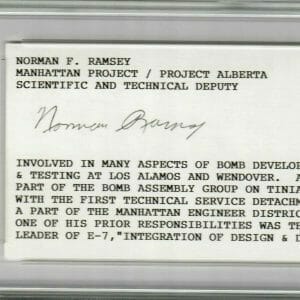 NORMAN F. RAMSEY
MANHATTAN PROJECT / PROJECT ALBERTA
SCIENTIFIC AND TECHNICAL DEPUTY
Norman Ramsey
INVOLVED IN MANY ASPECTS OF BOMB DEVELOP
& TESTING AT LOS ALAMOS AND WENDOVER. A
PART OF THE BOMB ASSEMBLY GROUP ON TINIA
WITH THE FIRST TECHNICAL SERVICE DETACHM
A PART OF THE MANHATTAN ENGINEER DISTRIC
ONE OF HIS PRIOR RESPONSIBILITIES WAS TH
LEADER OF E-7,"INTEGRATION OF DESIGN & D